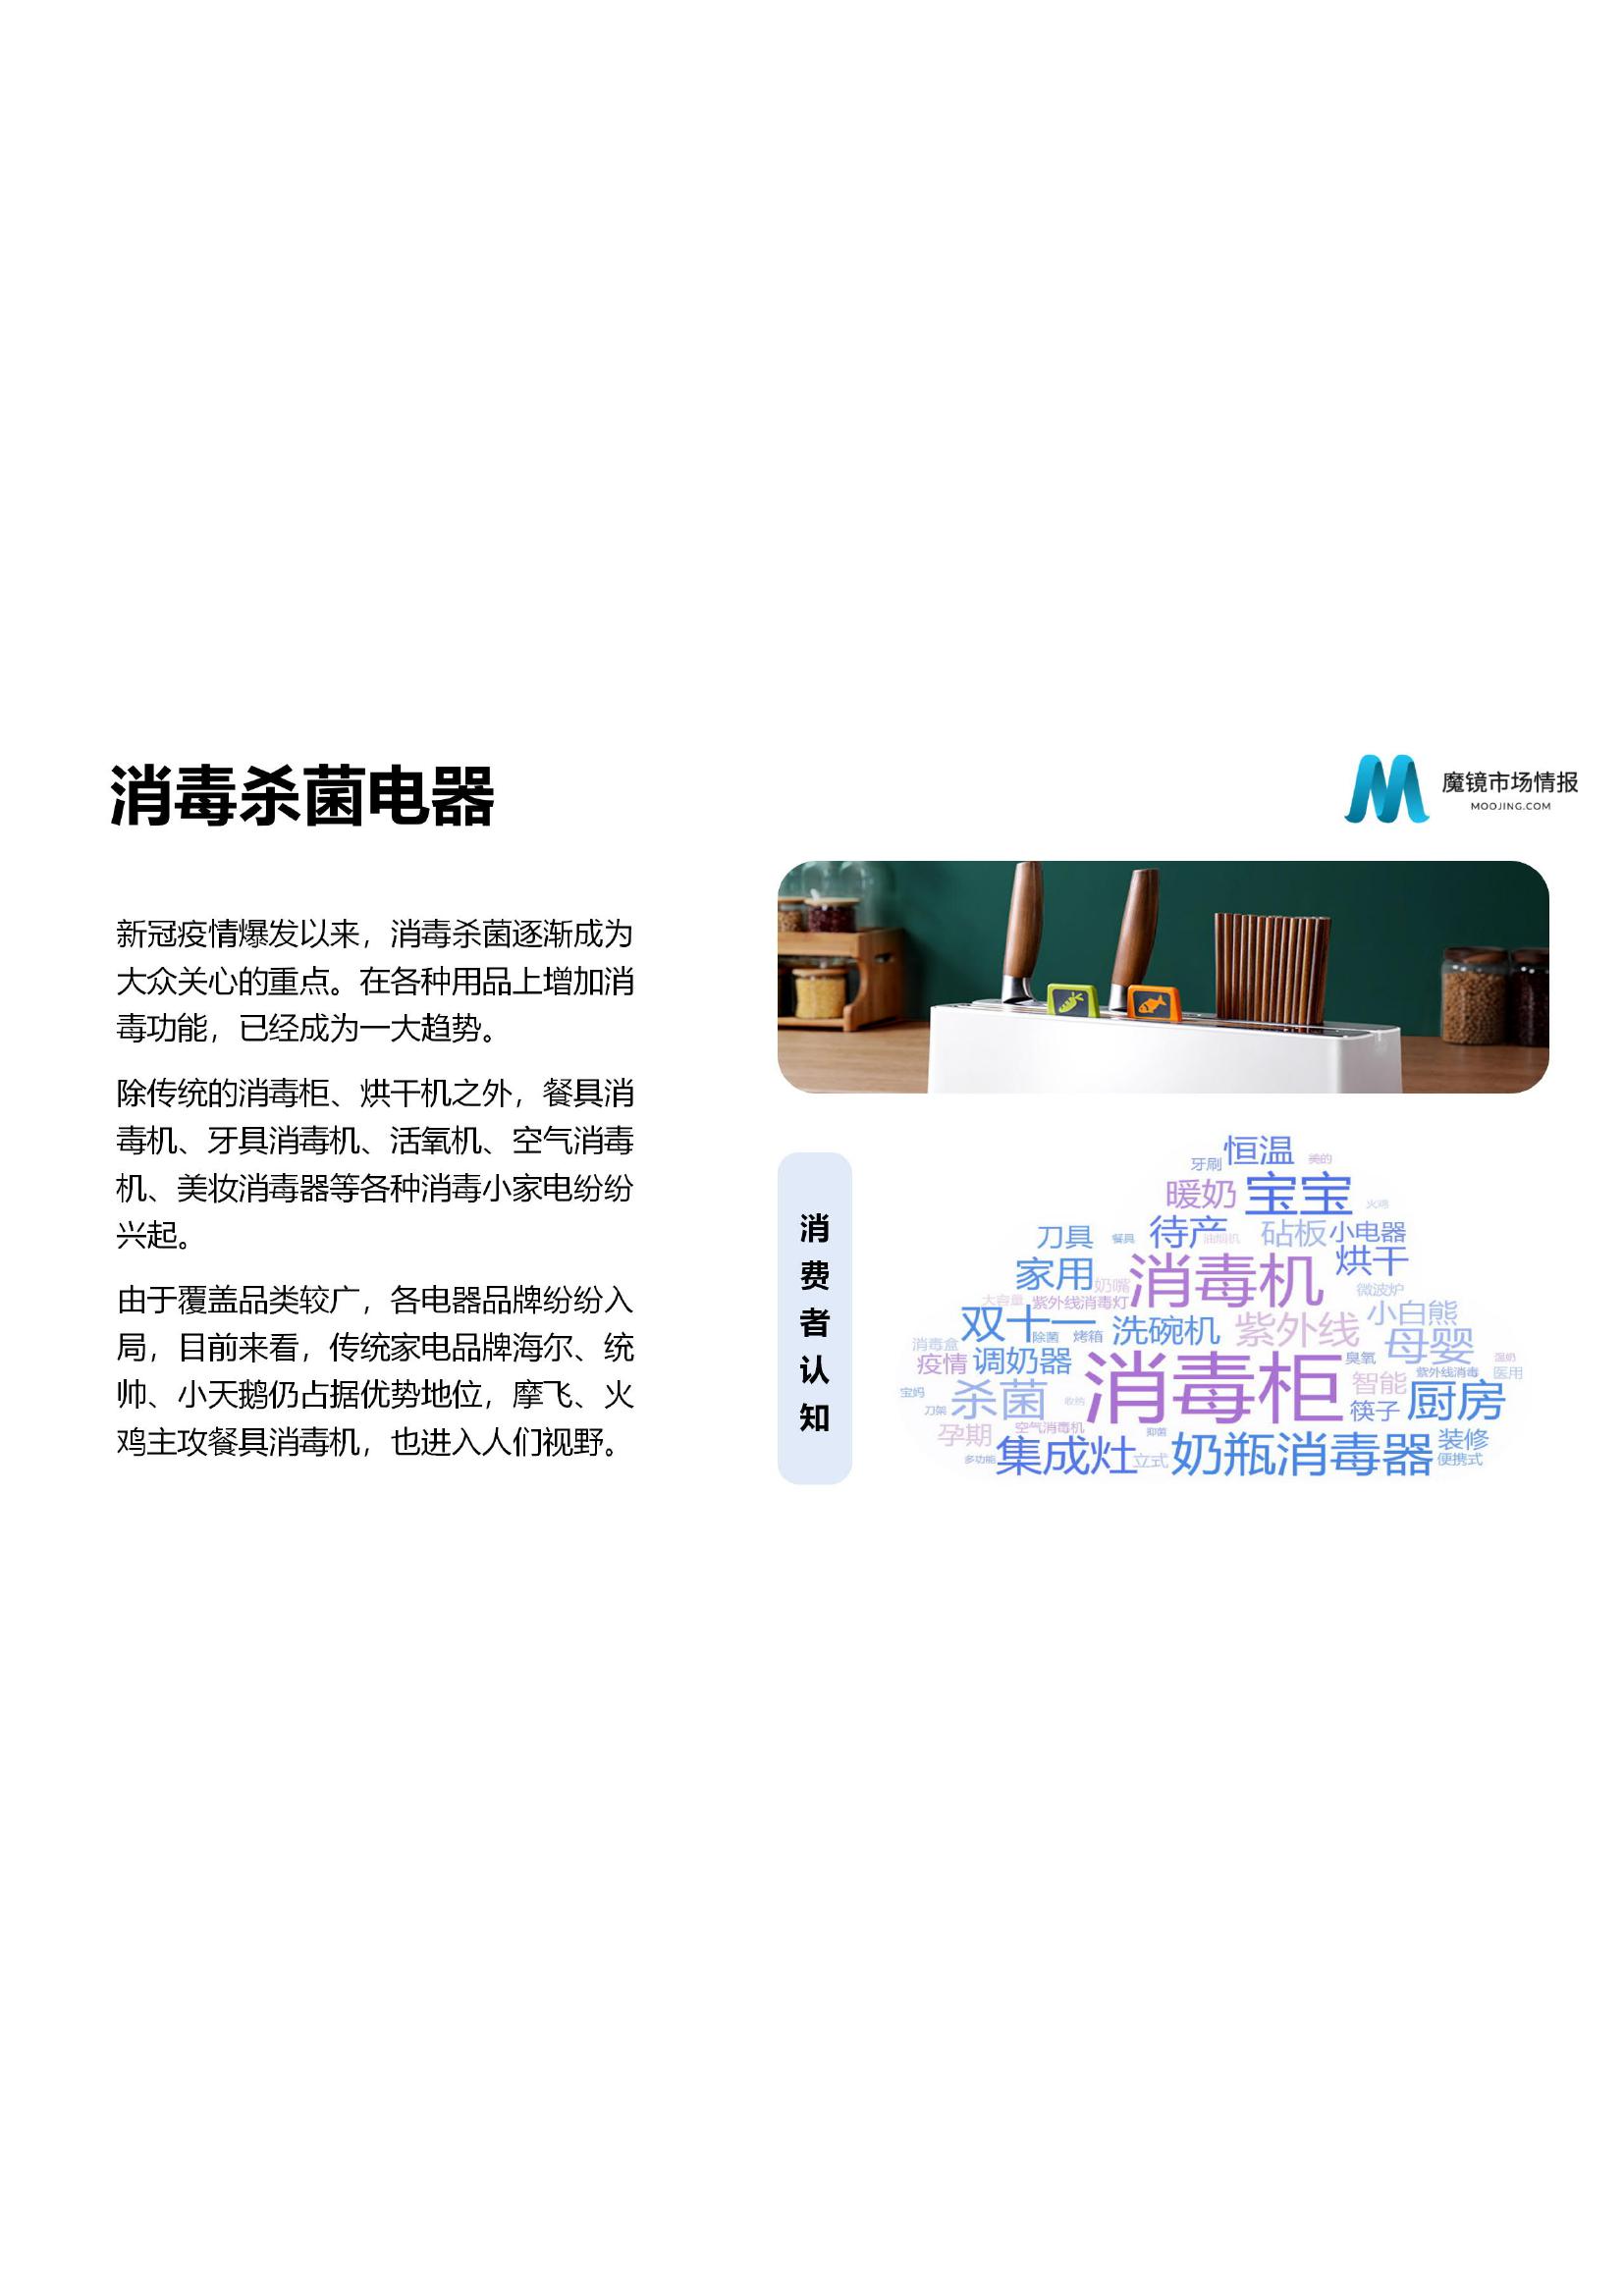 消毒杀菌电器
魔镜市场情报
MOOJING.COM
新冠疫情爆发以来，消毒杀菌逐渐成为
大众关心的重点。在各种用品上增加消
毒功能，已经成为一大趋势。
除传统的消毒柜、烘干机之外，餐具消
毒机、牙具消毒机、活氧机、空气消毒
机、美妆消毒器等各种消毒小家电纷纷
兴起。
由于覆盖品类较广，各电器品牌纷纷入
局，目前来看，传统家电品牌海尔、统
帅、小天鹅仍占据优势地位，摩飞、火
鸡主攻餐具消毒机，也进入人们视野。
消费者认知
恒温
牙刷
美的
暖奶
宝宝
火鸡
刀具
餐具
待产
油烟机
砧板
小电器
家用
奶嘴
消毒机
烘干
微波炉
大容量
紫外线消毒灯
小白熊
双十一
除菌
烤箱
洗碗机
紫外线
母婴
消毒盒
疫情
调奶器
臭氧
温奶
宝妈
杀菌
收纳
消毒柜
智能
紫外线消毒
医用
刀架
筷子
厨房
孕期
空气消毒机
抑菌
多功能
集成灶
立式
奶瓶消毒器
装修
便携式